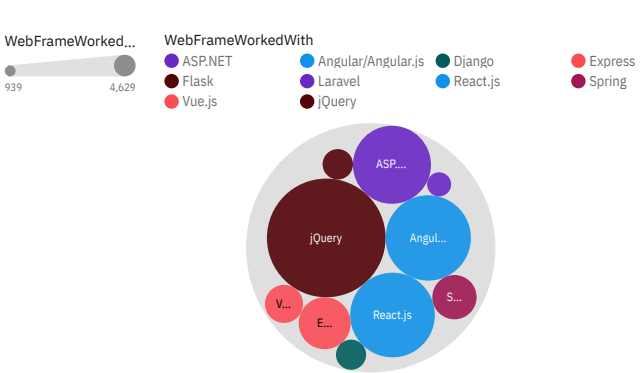 WebFrameWorked...
939
4,629
WebFrameWorkedWith
ASP.NET
Angular/Angular.js
Django
Express
Flask
Laravel
React.js
Spring
Vue.js
jQuery
ASP....
jQuery
Angul...
S...
V...
E...
React.js